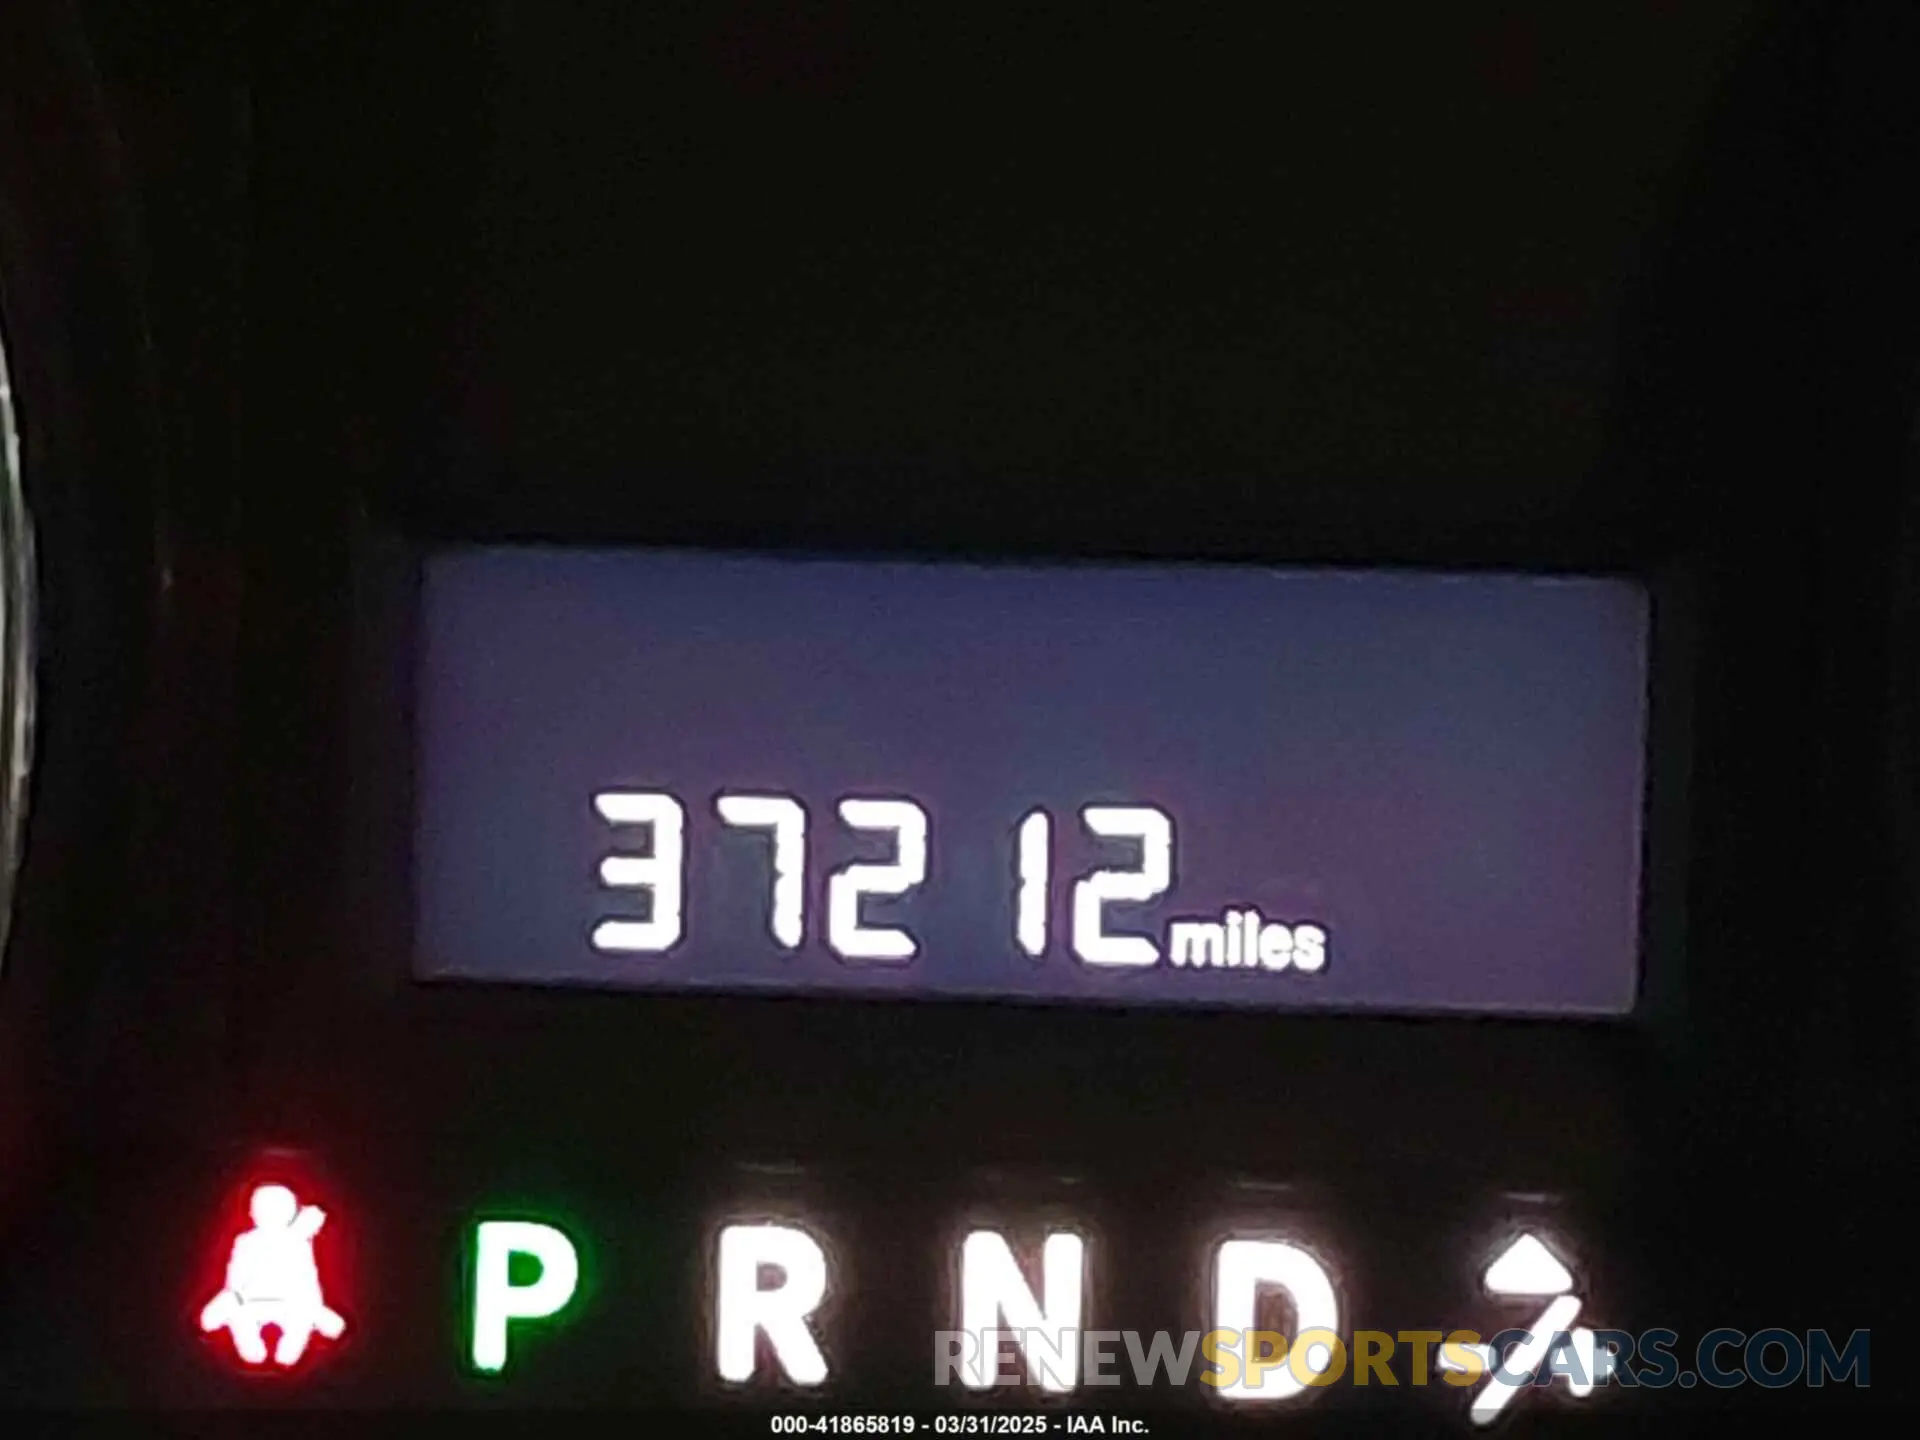 37212 miles
P R N D
RENEWSPORTSCARS.COM
000-41865819 - 03/31/2025 - IAA Inc.